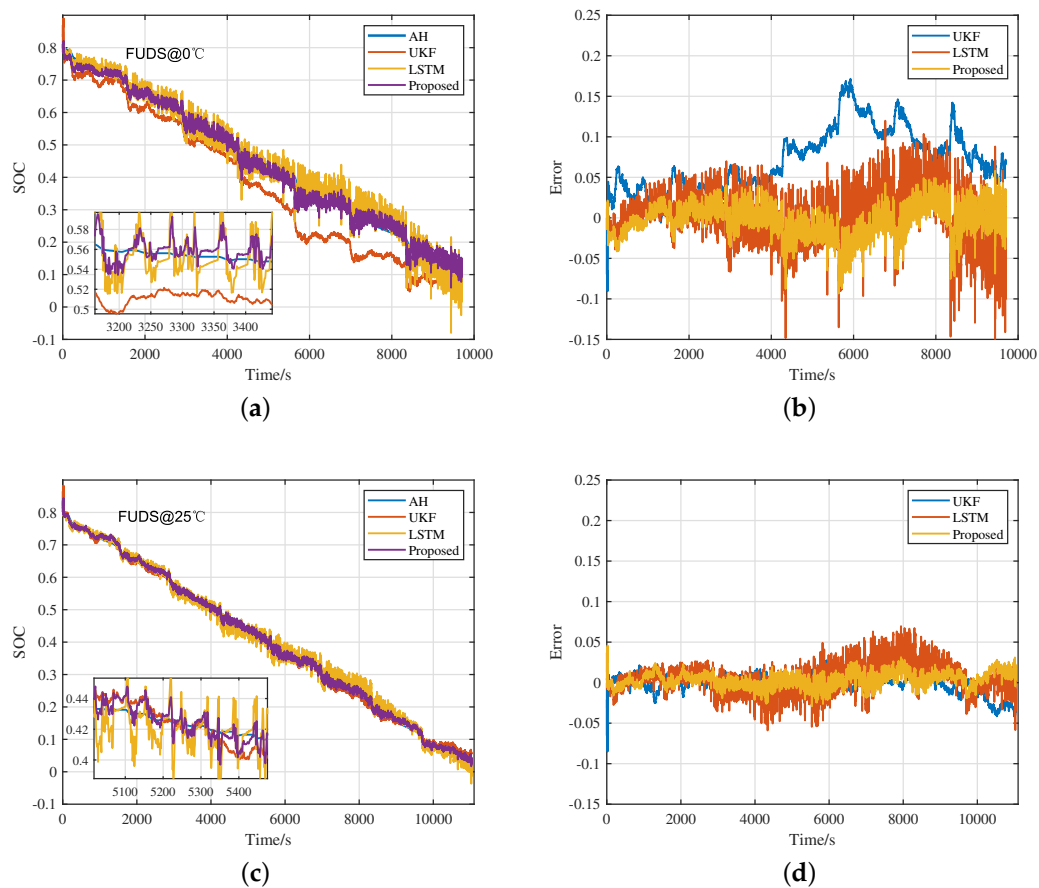 0.8
0.7
0.6
0.5
0.4
0.3
0.2
0.1
0
-0.1
SOC
FUDS@0℃
AH
UKF
LSTM
Proposed
0.58
0.56
0.54
0.52
0.5
3200 3250 3300 3350 3400
0 2000 4000 6000 8000 10000
Time/s
(a)
0.25
0.2
0.15
0.1
0.05
0
-0.05
-0.1
-0.15
Error
UKF
LSTM
Proposed
0 2000 4000 6000 8000 10000
Time/s
(b)
0.8
0.7
0.6
0.5
0.4
0.3
0.2
0.1
0
-0.1
SOC
FUDS@25℃
AH
UKF
LSTM
Proposed
0.44
0.42
0.4
5100 5200 5300 5400
0 2000 4000 6000 8000 10000
Time/s
(c)
0.25
0.2
0.15
0.1
0.05
0
-0.05
-0.1
-0.15
Error
UKF
LSTM
Proposed
0 2000 4000 6000 8000 10000
Time/s
(d)